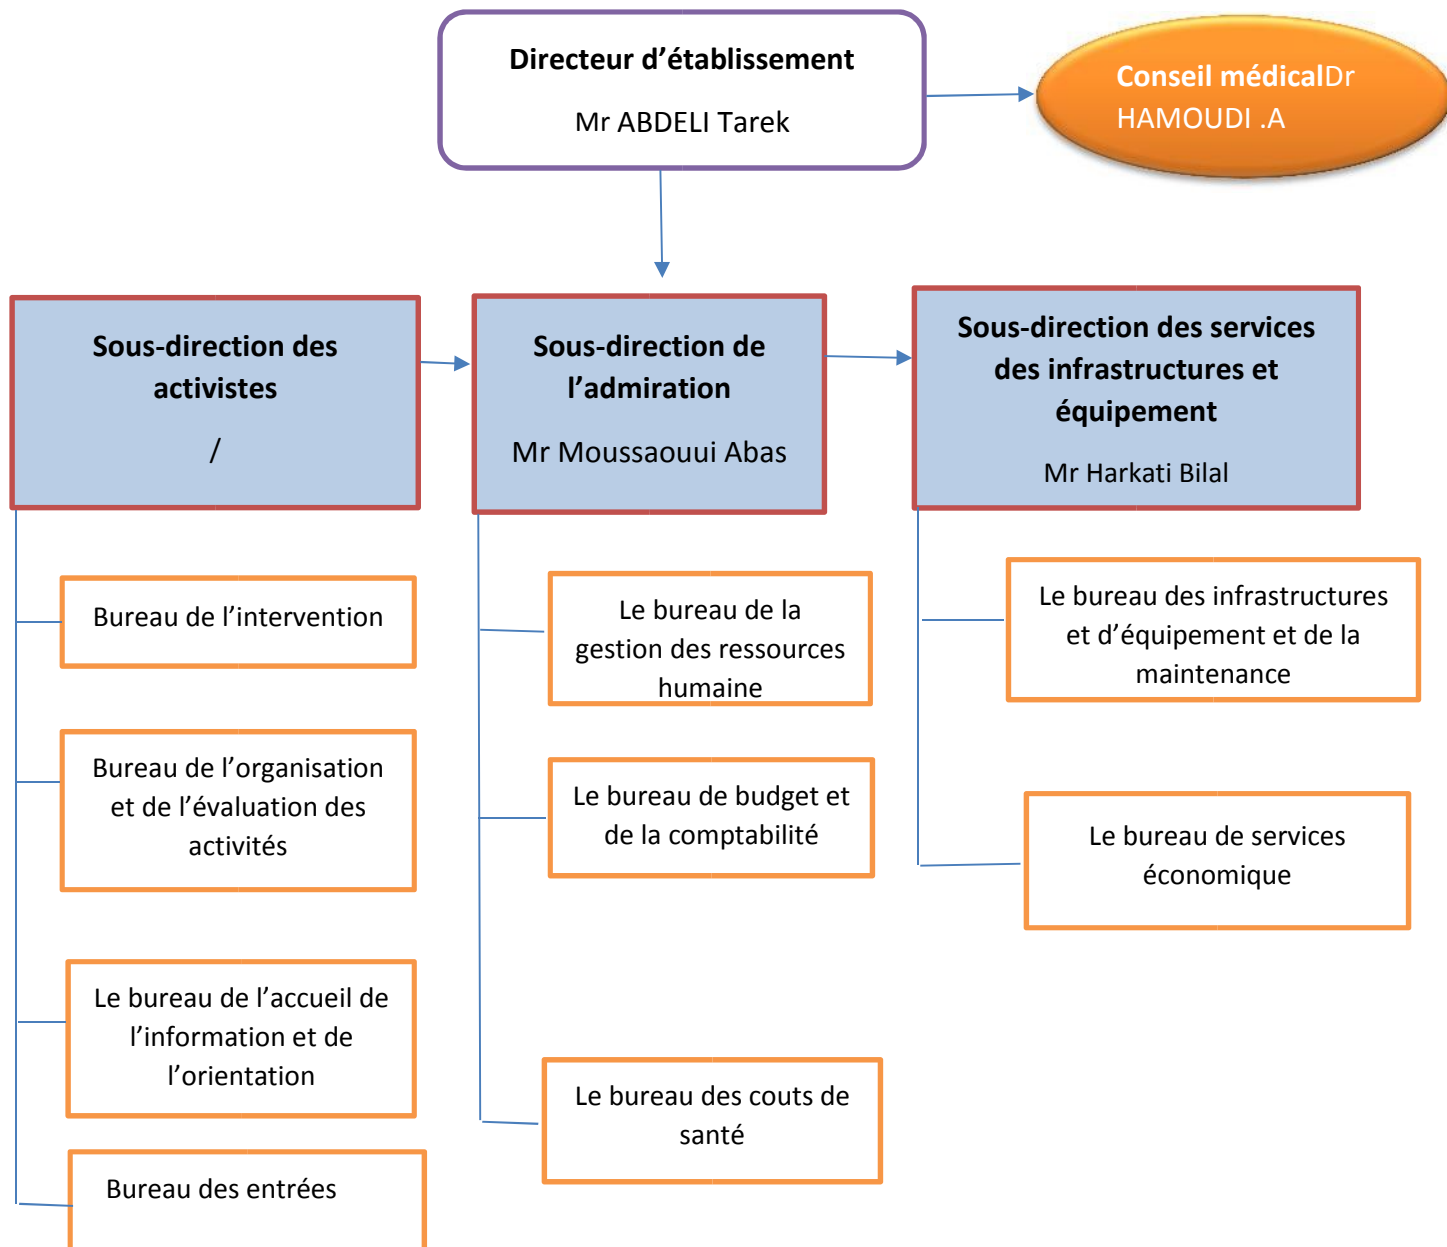 Directeur d’établissement
Mr ABDELI Tarek
Conseil médicalDr
HAMOUDI .A
Sous-direction des
activistes
/
Sous-direction de
l’admiration
Mr Moussaouui Abas
Sous-direction des services
des infrastructures et
équipement
Mr Harkati Bilal
Bureau de l’intervention
Bureau de l’organisation
et de l’évaluation des
activités
Le bureau de l’accueil de
l’information et de
l’orientation
Bureau des entrées
Le bureau de la
gestion des ressources
humaine
Le bureau de budget et
de la comptabilité
Le bureau des couts de
santé
Le bureau des infrastructures
et d’équipement et de la
maintenance
Le bureau de services
économique